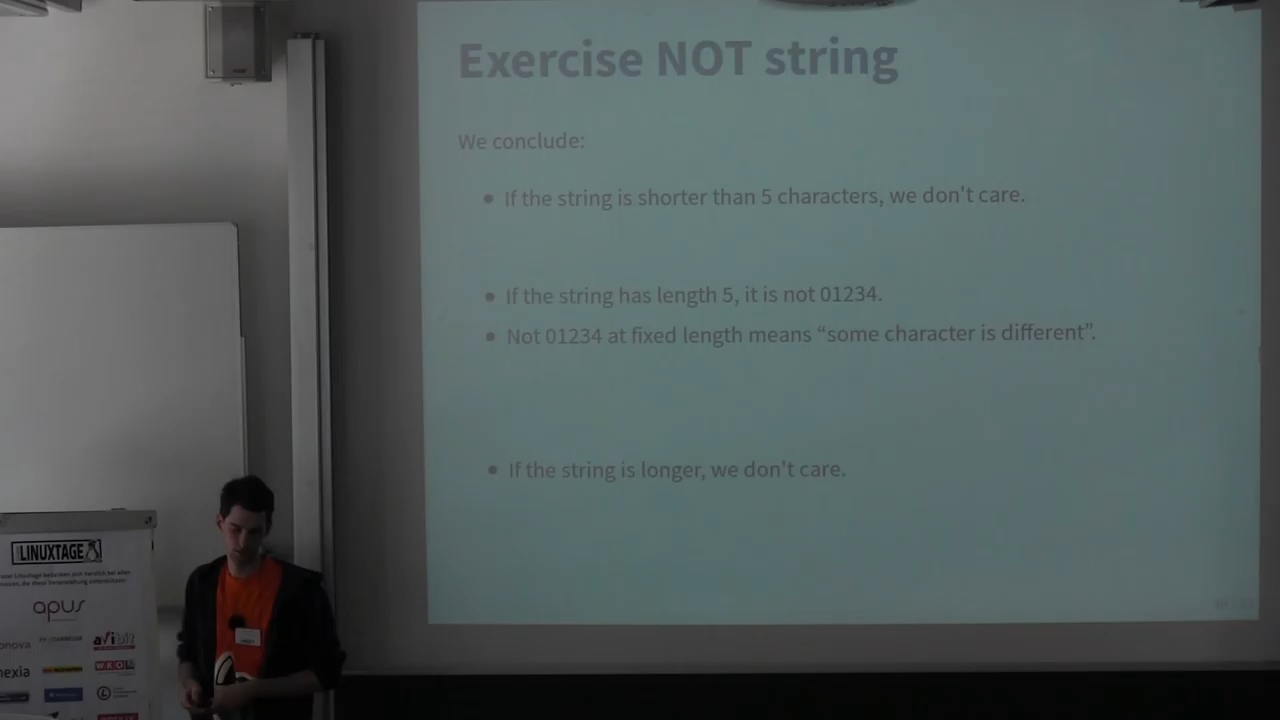 Exercise NOT string
We conclude:
• If the string is shorter than 5 characters, we don't care.
• If the string has length 5, it is not 01234.
• Not 01234 at fixed length means “some character is different”.
• If the string is longer, we don't care.
LINUXTAGE
apus
avibit
WKO